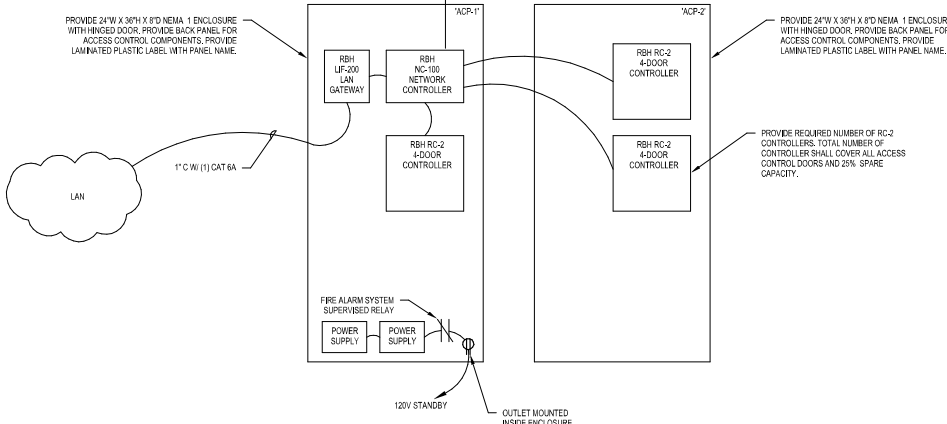 PROVIDE 24"W X 36"H X 8"D NEMA 1 ENCLOSURE
WITH HINGED DOOR. PROVIDE BACK PANEL FOR
ACCESS CONTROL COMPONENTS. PROVIDE
LAMINATED PLASTIC LABEL WITH PANEL NAME.
"ACP-1"
RBH
LIF-200
LAN
GATEWAY
RBH
NC-100
NETWORK
CONTROLLER
RBH RC-2
4-DOOR
CONTROLLER
1" C W/ (1) CAT 6A
LAN
FIRE ALARM SYSTEM
SUPERVISED RELAY
POWER
SUPPLY
POWER
SUPPLY
120V STANDBY
OUTLET MOUNTED
INSIDE ENCLOSURE
"ACP-2"
RBH RC-2
4-DOOR
CONTROLLER
RBH RC-2
4-DOOR
CONTROLLER
PROVIDE 24"W X 36"H X 8"D NEMA 1 ENCLOSUR
WITH HINGED DOOR. PROVIDE BACK PANEL FOR
ACCESS CONTROL COMPONENTS. PROVIDE
LAMINATED PLASTIC LABEL WITH PANEL NAME.
PROVIDE REQUIRED NUMBER OF RC-2
CONTROLLERS. TOTAL NUMBER OF
CONTROLLER SHALL COVER ALL ACCESS
CONTROL DOORS AND 25% SPARE
CAPACITY.